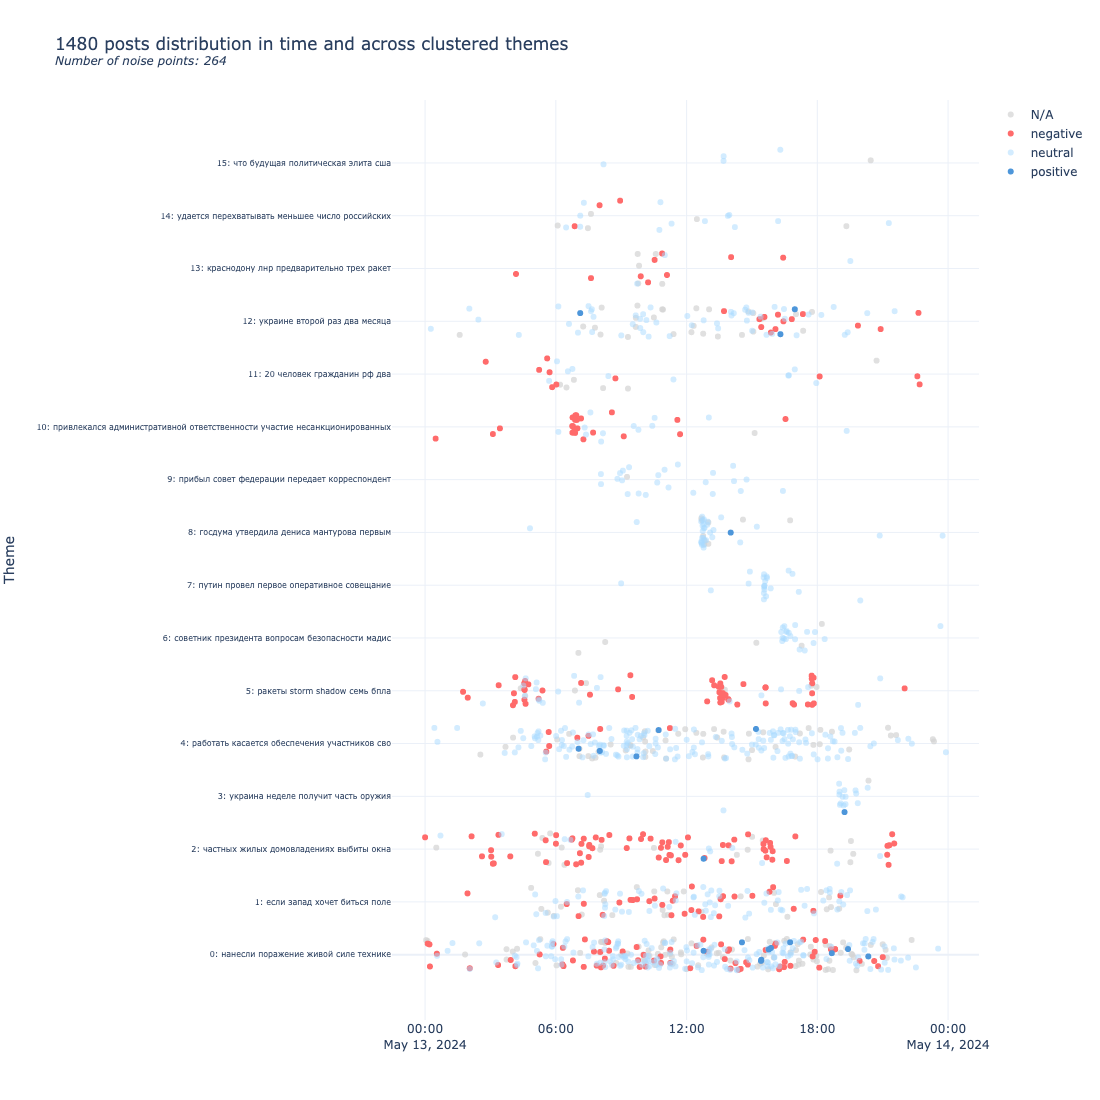 1480 posts distribution in time and across clustered themes
Number of noise points: 264
N/A
negative
neutral
positive
15: что будущая политическая элита сша
14: удается перехватывать меньшее число российских
13: краснодону лнр предварительно трех ракет
12: украине второй раз два месяца
11: 20 человек гражданин рф два
10: привлекался административной ответственности участие несанкционированных
9: прибыл совет федерации передает корреспондент
8: госдума утвердила дениса мантурова первым
7: путин провел первое оперативное совещание
6: советник президента вопросам безопасности мадис
5: ракеты storm shadow семь бпла
4: работать касается обеспечения участников сво
3: украина неделе получит часть оружия
2: частных жилых домовладениях выбиты окна
1: если запад хочет биться поле
0: нанесли поражение живой силе технике
Theme
00:00 06:00 12:00 18:00 00:00
May 13, 2024 May 14, 2024